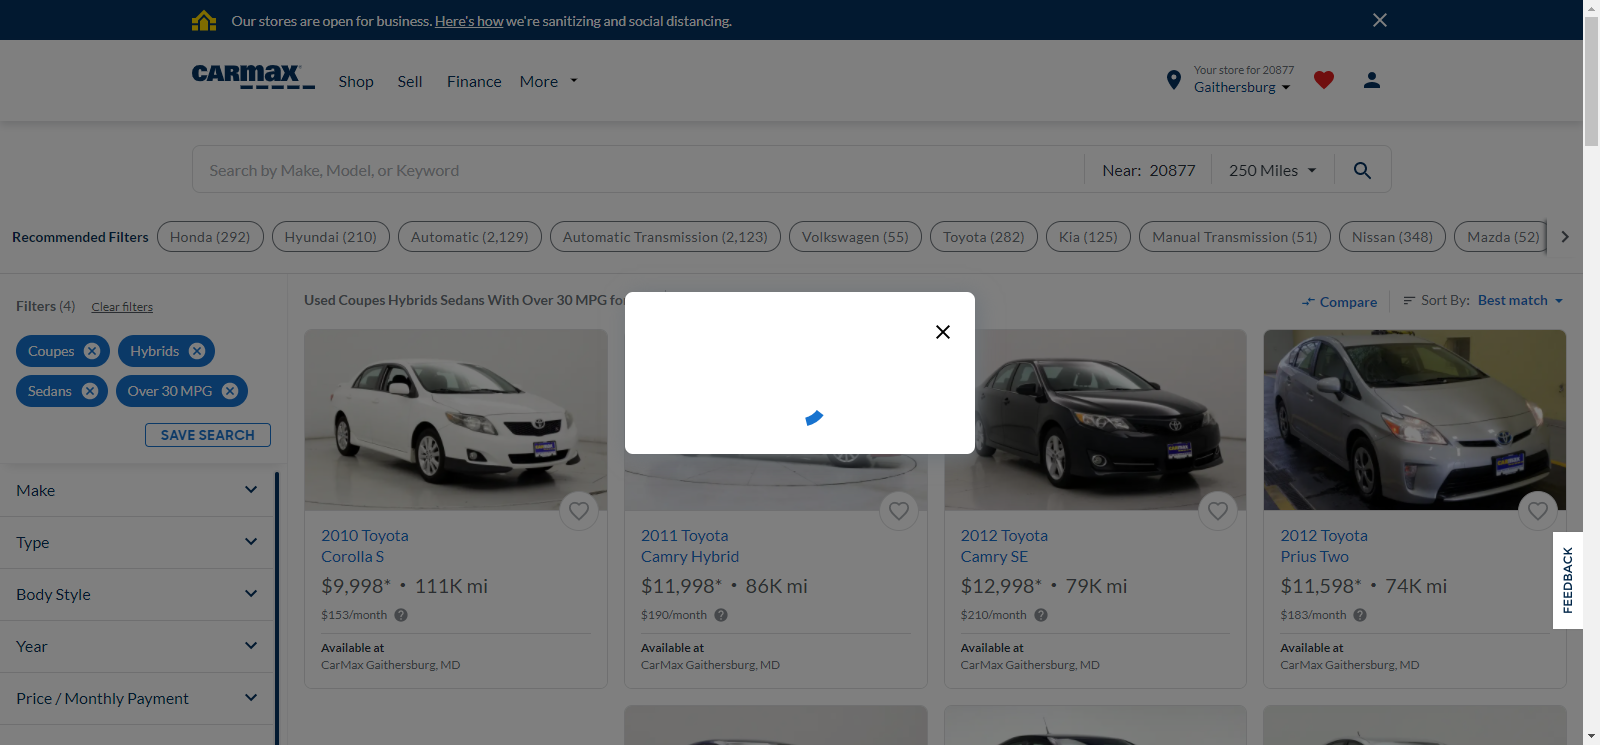 Our stores are open for business. Here's how we're sanitizing and social distancing.
CARMAX
Shop
Sell
Finance
More
Your store for 20877
Gaithersburg
Search by Make, Model, or Keyword
Near: 20877
250 Miles
Recommended Filters
Honda (292)
Hyundai (210)
Automatic (2,129)
Automatic Transmission (2,123)
Volkswagen (55)
Toyota (282)
Kia (125)
Manual Transmission (51)
Nissan (348)
Mazda (52)
Filters (4)
Clear filters
Coupes
Hybrids
Sedans
Over 30 MPG
SAVE SEARCH
Make
Type
Body Style
Year
Price / Monthly Payment
Used Coupes Hybrids Sedans With Over 30 MPG
Compare
Sort By: Best match
2010 Toyota
Corolla S
$9,998* • 111K mi
$153/month
Available at
CarMax Gaithersburg, MD
2011 Toyota
Camry Hybrid
$11,998* • 86K mi
$190/month
Available at
CarMax Gaithersburg, MD
2012 Toyota
Camry SE
$12,998* • 79K mi
$210/month
Available at
CarMax Gaithersburg, MD
2012 Toyota
Prius Two
$11,598* • 74K mi
$183/month
Available at
CarMax Gaithersburg, MD
FEEDBACK